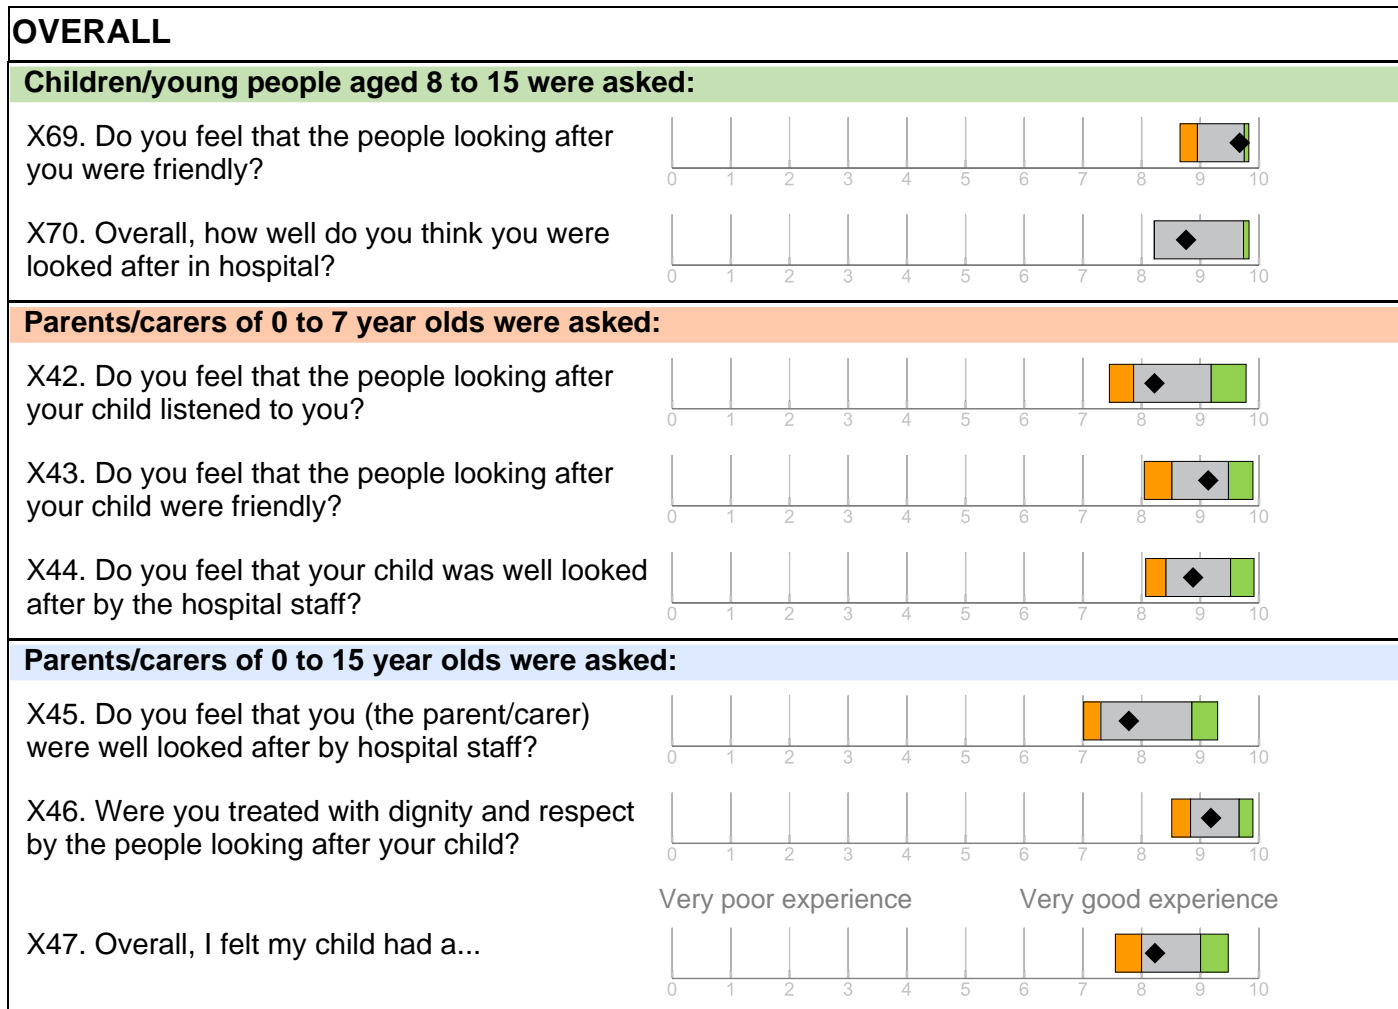 OVERALL
Children/young people aged 8 to 15 were asked:
X69. Do you feel that the people looking after
you were friendly?
0 1 2 3 4 5 6 7 8 9 10
X70. Overall, how well do you think you were
looked after in hospital?
0 1 2 3 4 5 6 7 8 9 10
Parents/carers of 0 to 7 year olds were asked:
X42. Do you feel that the people looking after
your child listened to you?
0 1 2 3 4 5 6 7 8 9 10
X43. Do you feel that the people looking after
your child were friendly?
0 1 2 3 4 5 6 7 8 9 10
X44. Do you feel that your child was well looked
after by the hospital staff?
0 1 2 3 4 5 6 7 8 9 10
Parents/carers of 0 to 15 year olds were asked:
X45. Do you feel that you (the parent/carer)
were well looked after by hospital staff?
0 1 2 3 4 5 6 7 8 9 10
X46. Were you treated with dignity and respect
by the people looking after your child?
0 1 2 3 4 5 6 7 8 9 10
Very poor experience Very good experience
X47. Overall, I felt my child had a...
0 1 2 3 4 5 6 7 8 9 10